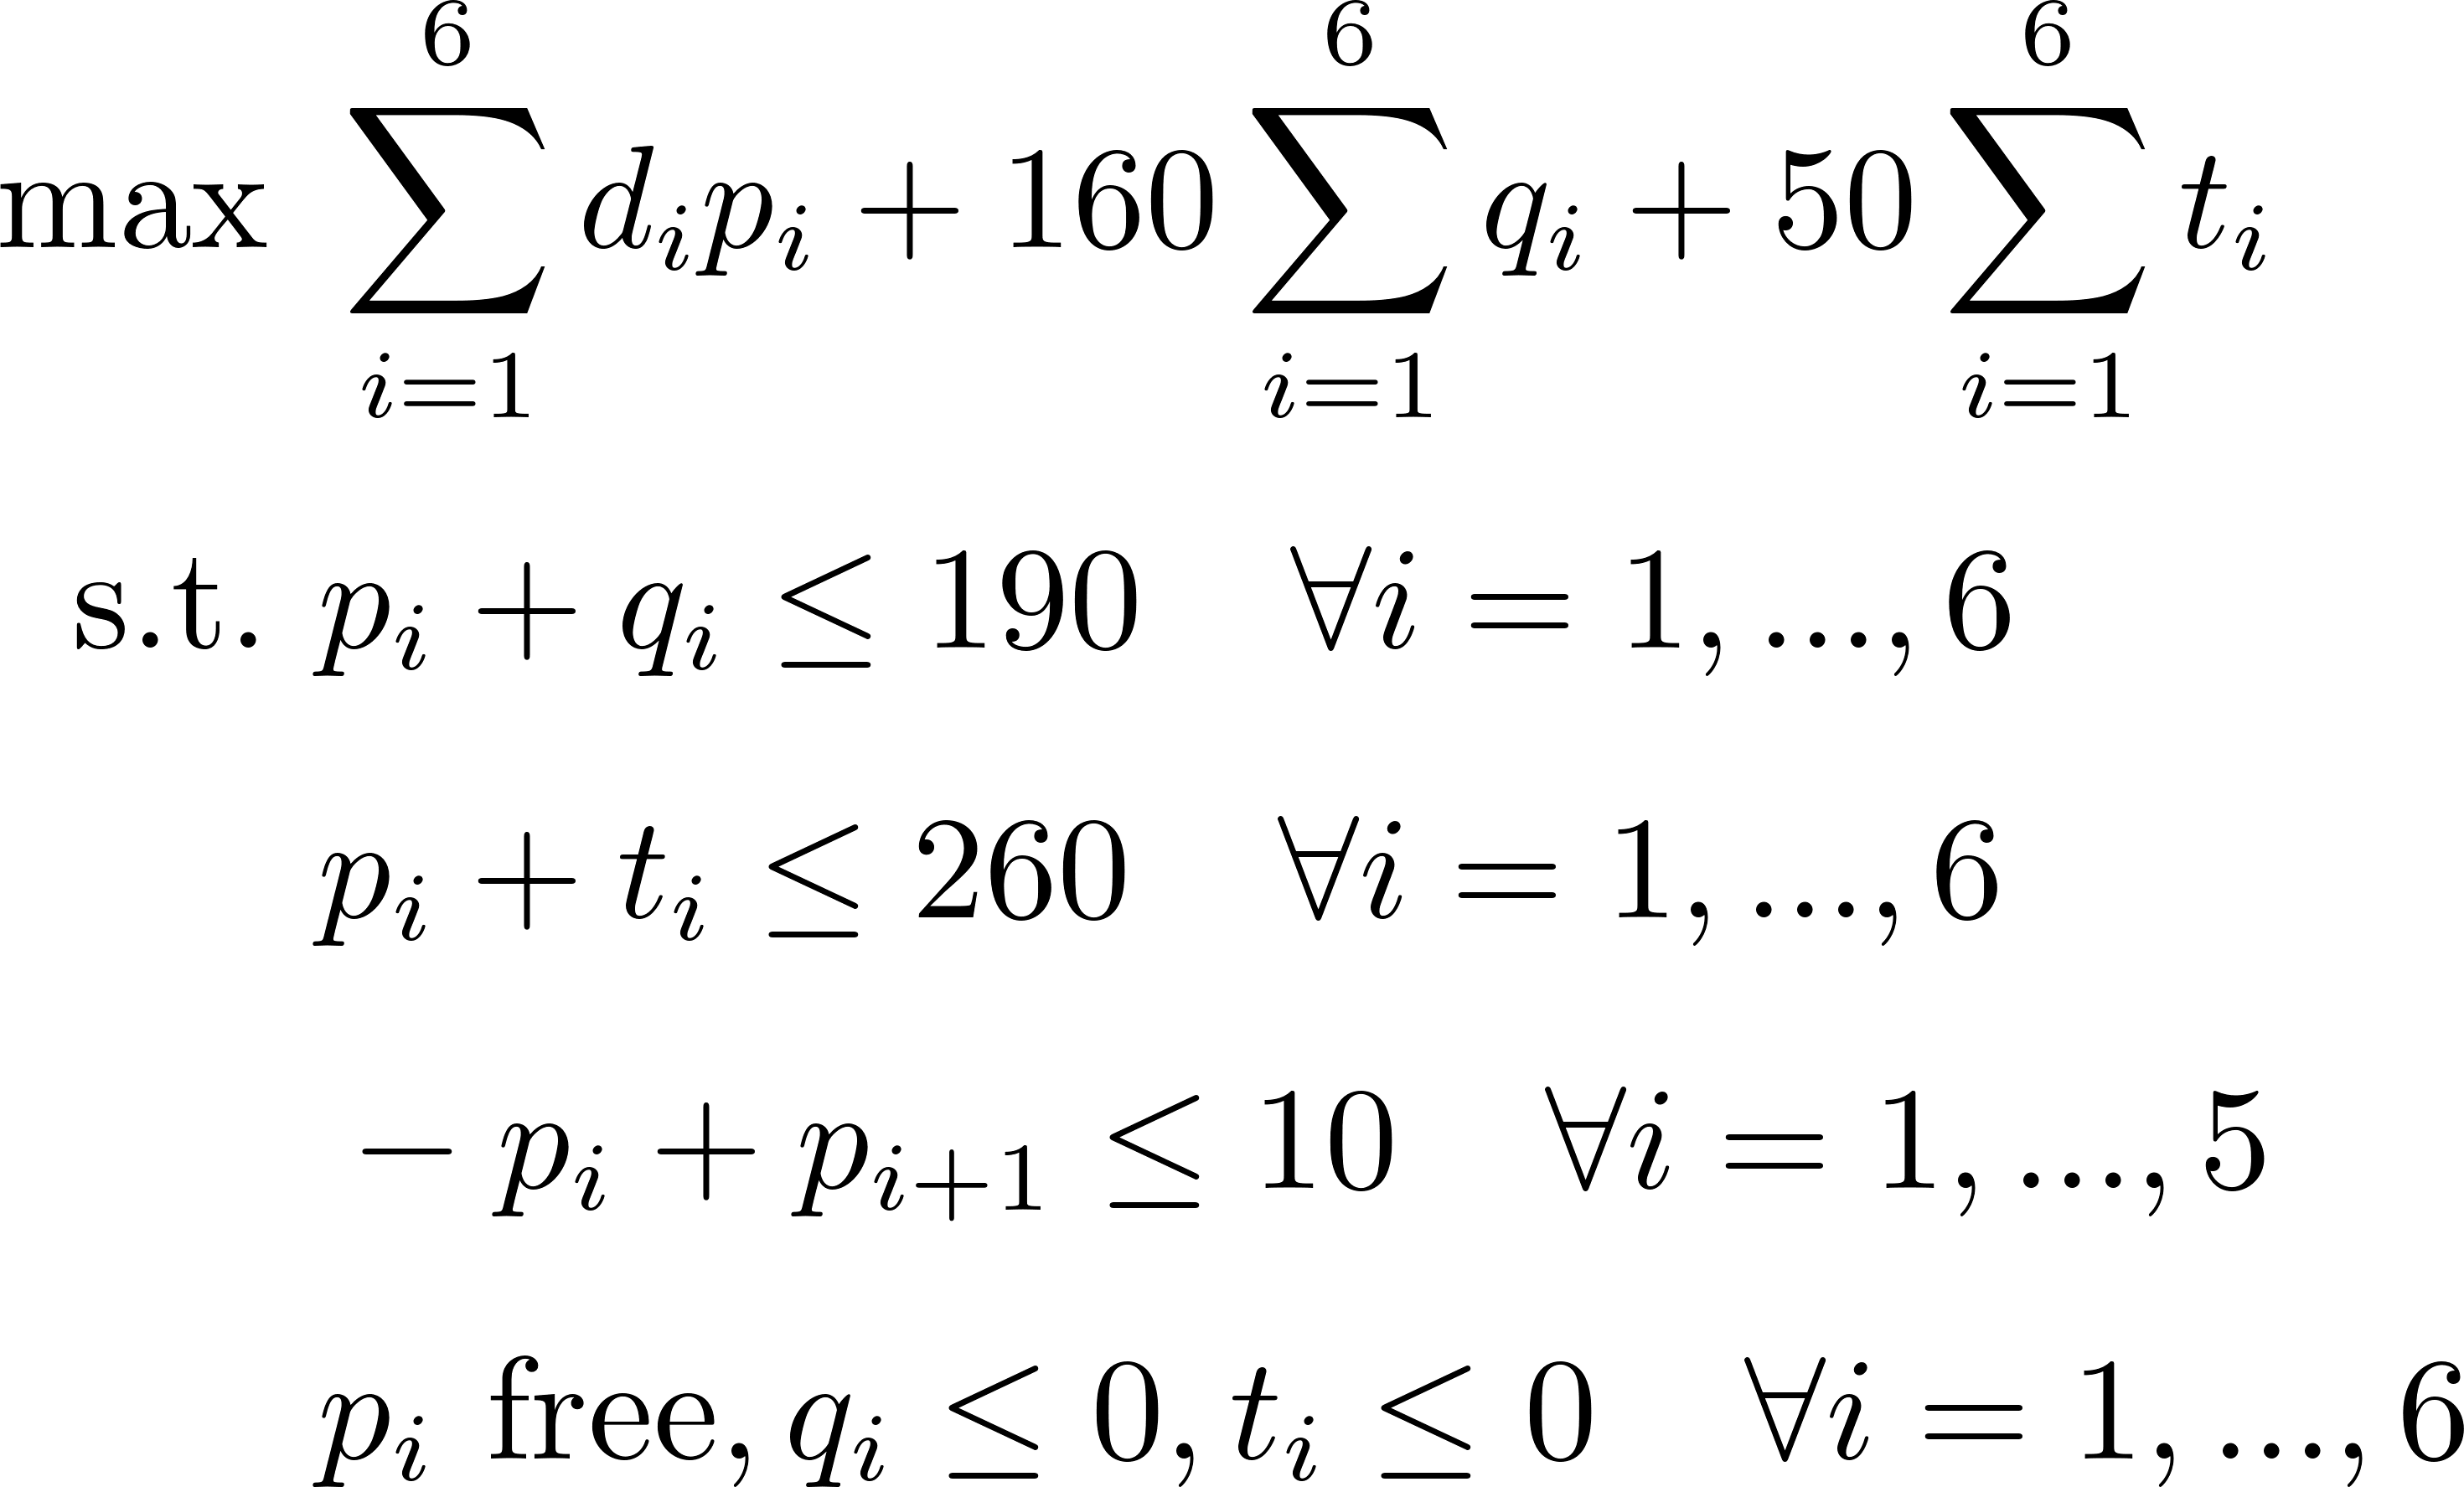 max ∑_{i=1}^{6} d_i p_i + 160 ∑_{i=1}^{6} q_i + 50 ∑_{i=1}^{6} t_i
s.t. p_i + q_i ≤ 190 ∀i = 1, ..., 6
p_i + t_i ≤ 260 ∀i = 1, ..., 6
− p_i + p_{i+1} ≤ 10 ∀i = 1, ..., 5
p_i free, q_i ≤ 0, t_i ≤ 0 ∀i = 1, ..., 6